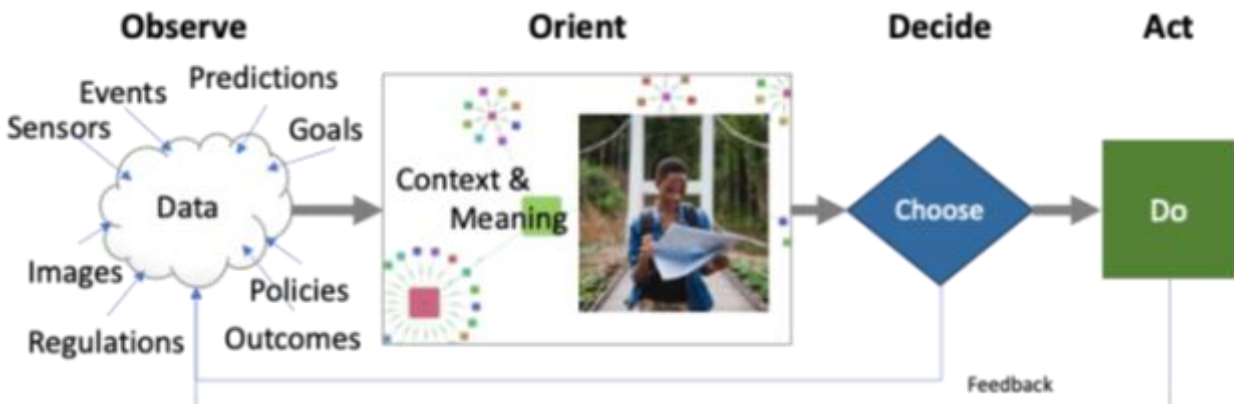 Observe
Orient
Decide
Act
Predictions
Events
Sensors
Goals
Data
Images
Policies
Regulations
Outcomes
Context &
Meaning
Choose
Do
Feedback